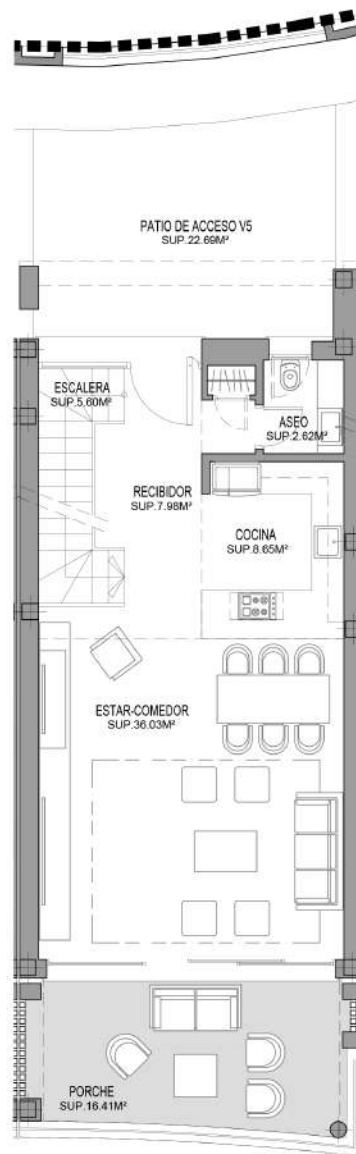 PATIO DE ACCESO V5
SUP.22.69M²
ESCALERA
SUP.5.60M²
ASEO
SUP.2.62M²
RECIBIDOR
SUP.7.98M²
COCINA
SUP.8.65M²
ESTAR-COMEDOR
SUP.36.03M²
PORCHE
SUP.16.41M²